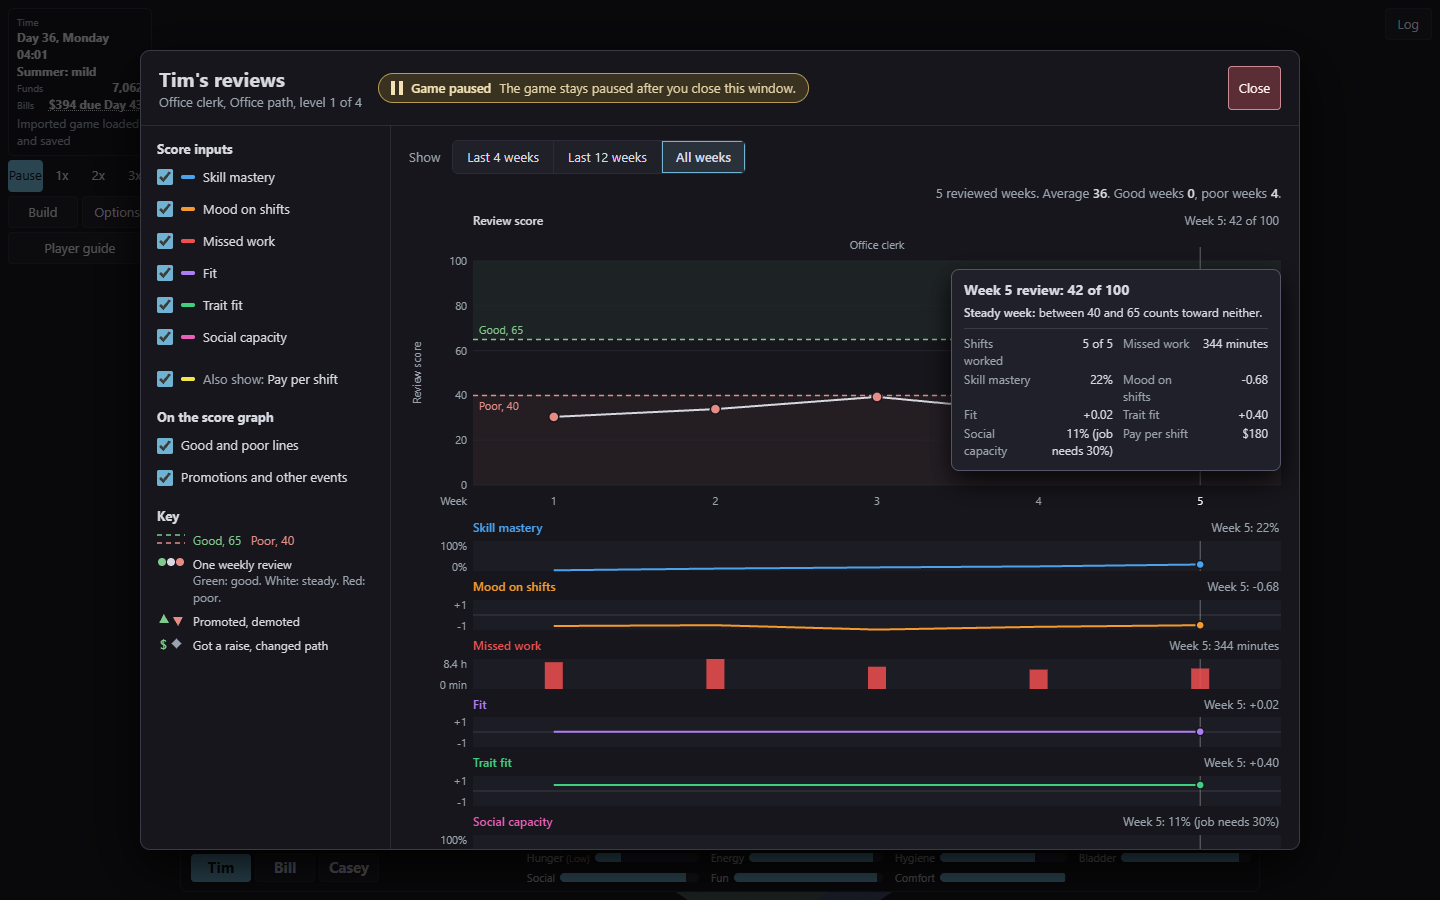 Time
Day 36, Monday
04:01
Summer: mild
Funds 7,062
Bills $394 due Day 43
Imported game loaded
and saved
Pause 1x 2x 3x
Build Options
Player guide
Log
Tim's reviews
Office clerk, Office path, level 1 of 4
Game paused The game stays paused after you close this window.
Close
Score inputs
Skill mastery
Mood on shifts
Missed work
Fit
Trait fit
Social capacity
Also show: Pay per shift
On the score graph
Good and poor lines
Promotions and other events
Key
Good, 65 Poor, 40
One weekly review
Green: good. White: steady. Red:
poor.
Promoted, demoted
$ Got a raise, changed path
Show Last 4 weeks Last 12 weeks All weeks
5 reviewed weeks. Average 36. Good weeks 0, poor weeks 4.
Review score Week 5: 42 of 100
Office clerk
Review score
100
80
60
40
20
0
Good, 65
Poor, 40
Week 1 2 3 4 5
Week 5 review: 42 of 100
Steady week: between 40 and 65 counts toward neither.
Shifts worked 5 of 5 Missed work 344 minutes
Skill mastery 22% Mood on shifts -0.68
Fit +0.02 Trait fit +0.40
Social capacity 11% (job needs 30%) Pay per shift $180
Skill mastery Week 5: 22%
100%
0%
Mood on shifts Week 5: -0.68
+1
-1
Missed work Week 5: 344 minutes
8.4 h
0 min
Fit Week 5: +0.02
+1
-1
Trait fit Week 5: +0.40
+1
-1
Social capacity Week 5: 11% (job needs 30%)
100%
Tim Bill Casey
Hunger (Low) Energy Hygiene Bladder
Social Fun Comfort